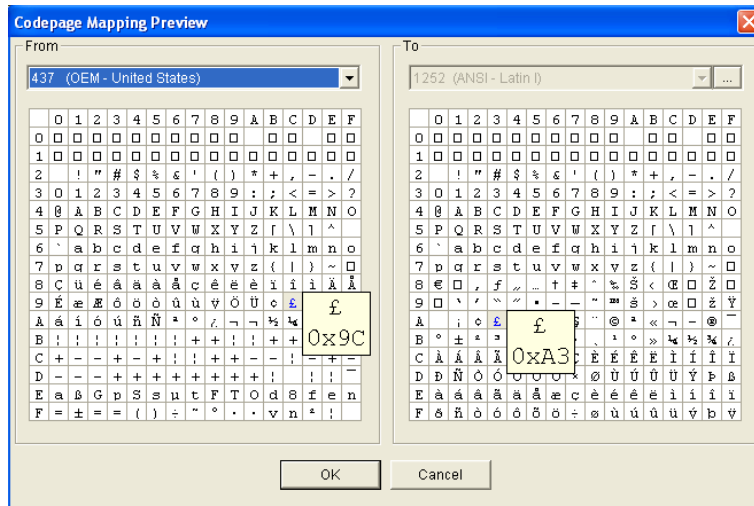 Codepage Mapping Preview
From
437 (OEM - United States)
0 1 2 3 4 5 6 7 8 9 A B C D E F
0
1
2 ! " # $ % & ' ( ) * + , - . /
3 0 1 2 3 4 5 6 7 8 9 : ; < = > ?
4 @ A B C D E F G H I J K L M N O
5 P Q R S T U V W X Y Z [ \ ] ^
6 ` a b c d e f g h i j k l m n o
7 p q r s t u v w x y z { | } ~
8 Ç ü é â ä à å ç ê ë è ï î ì Ä Å
9 É æ Æ ô ö ò û ù ÿ Ö Ü ¢ £
A á í ó ú ñ Ñ ª º ¿ ¬ ¬ ½ ¼
B ¦ ¦ ¦ ¦ ¦ ¦ ¦ + + ¦ + +
C + - - + - + ¦ ¦ + + - - ¦ - +
D - - - + + + + + + + + ¦ ¦ ¦
E a ß G p S s µ t F T O d 8 f e n
F = ± = = ( ) ÷ ~ ° · · v n ² ¦
£
0x9C
To
1252 (ANSI - Latin I)
...
0 1 2 3 4 5 6 7 8 9 A B C D E F
0
1
2 ! " # $ % & ' ( ) * + , - . /
3 0 1 2 3 4 5 6 7 8 9 : ; < = > ?
4 @ A B C D E F G H I J K L M N O
5 P Q R S T U V W X Y Z [ \ ] ^
6 ` a b c d e f g h i j k l m n o
7 p q r s t u v w x y z { | } ~
8 € ‚ ƒ „ … † ‡ ˆ ‰ Š ‹ Œ Ž
9 ‘ ’ “ ” • – — ˜ ™ š › œ ž Ÿ
A ¡ ¢ £ § ¨ © ª « ¬ - ® ¯
B ° ± ² ³ ¸ ¹ º » ¼ ½ ¾ ¿
C À Á Â Ã Ç È É Ê Ë Ì Í Î Ï
D Ð Ñ Ò Ó Ô Õ Ö × Ø Ù Ú Û Ü Ý Þ ß
E à á â ã ä å æ ç è é ê ë ì í î ï
F ð ñ ò ó ô õ ö ÷ ø ù ú û ü ý þ ÿ
£
0xA3
OK
Cancel